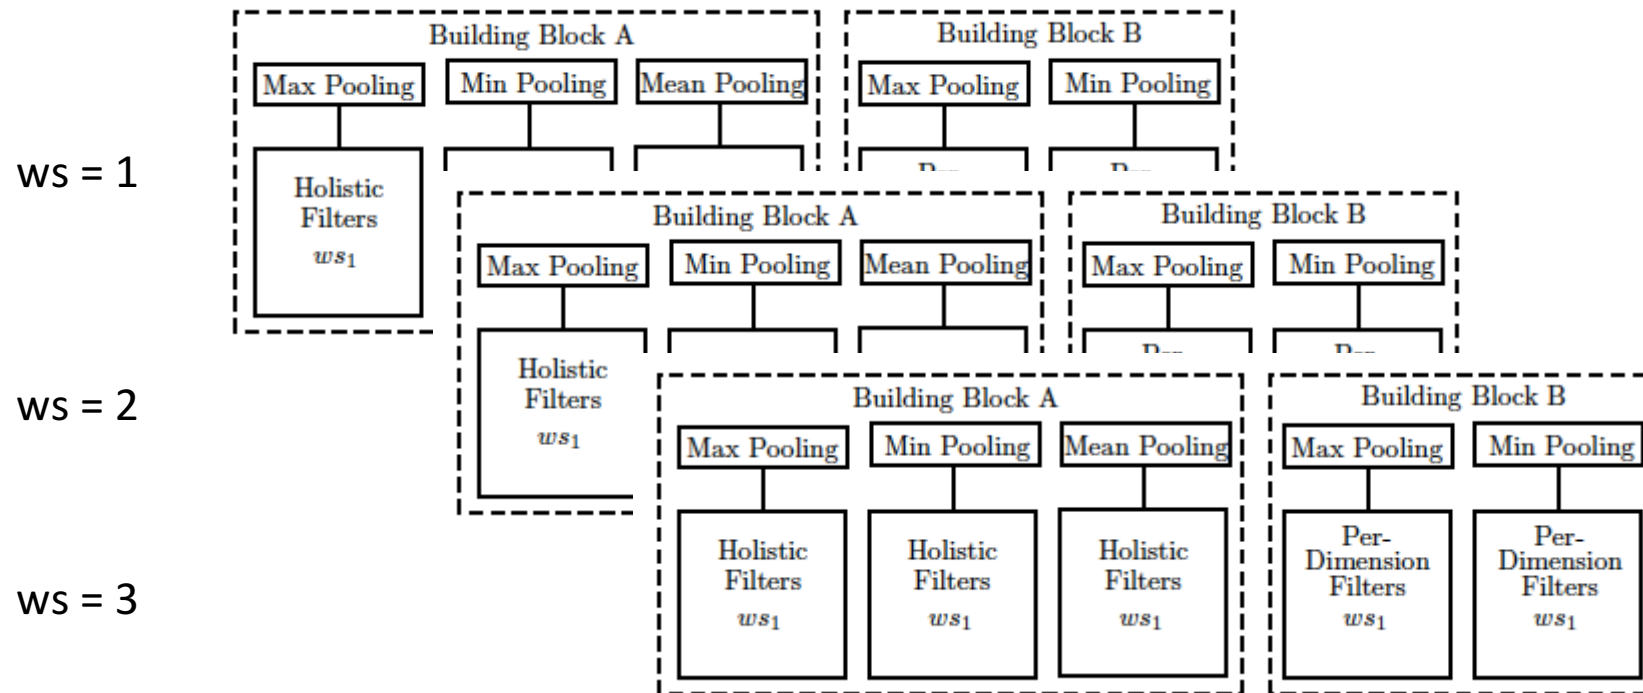 Building Block A
Building Block B
Max Pooling
Min Pooling
Mean Pooling
Max Pooling
Min Pooling
ws = 1
Holistic
Filters
ws₁
Building Block A
Building Block B
Max Pooling
Min Pooling
Mean Pooling
Max Pooling
Min Pooling
ws = 2
Holistic
Filters
ws₁
Building Block A
Building Block B
Max Pooling
Min Pooling
Mean Pooling
Max Pooling
Min Pooling
ws = 3
Holistic
Filters
ws₁
Holistic
Filters
ws₁
Holistic
Filters
ws₁
Per-
Dimension
Filters
ws₁
Per-
Dimension
Filters
ws₁